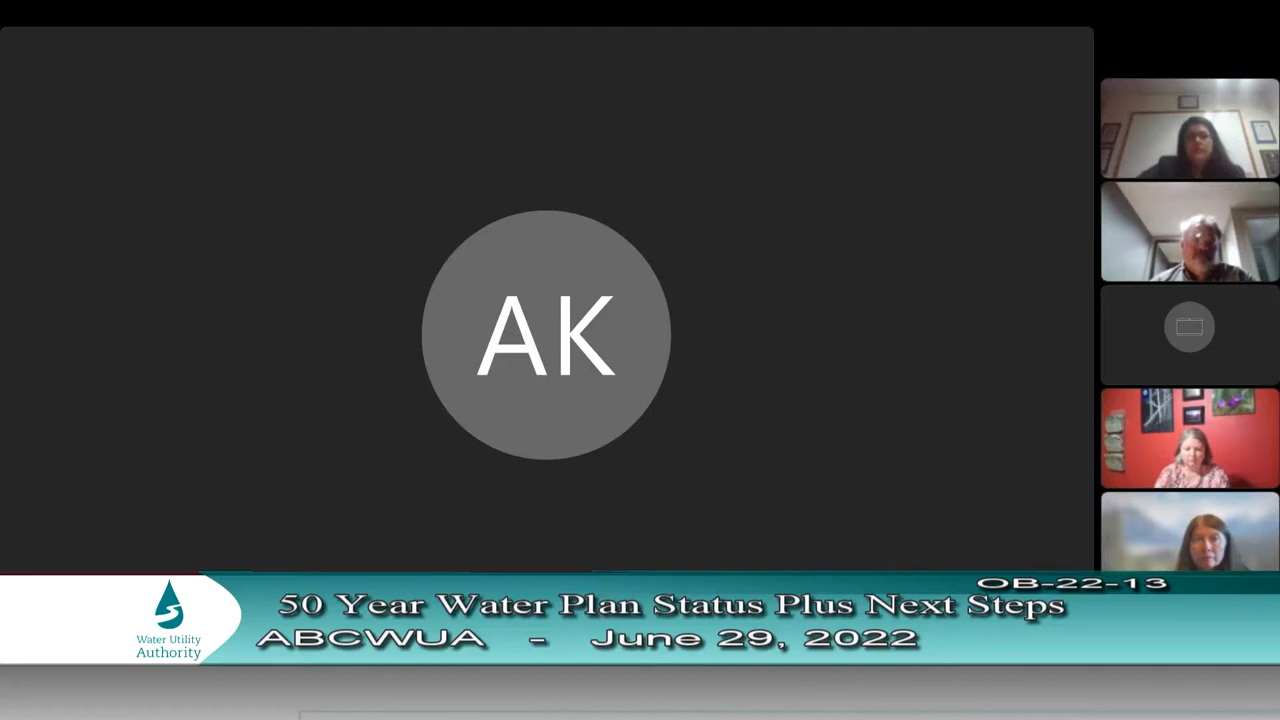 AK
OB-22-13
50 Year Water Plan Status Plus Next Steps
ABCWUA - June 29, 2022
Water Utility
Authority